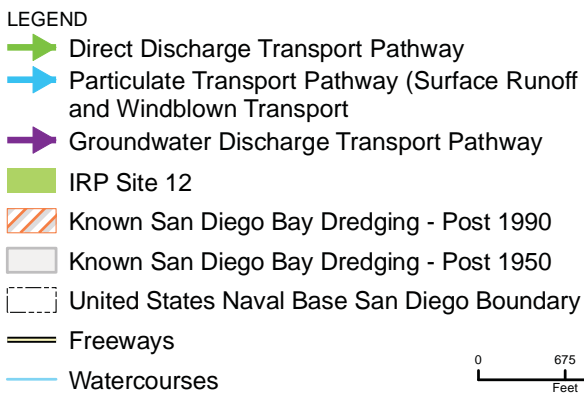 LEGEND
Direct Discharge Transport Pathway
Particulate Transport Pathway (Surface Runoff
and Windblown Transport
Groundwater Discharge Transport Pathway
IRP Site 12
Known San Diego Bay Dredging - Post 1990
Known San Diego Bay Dredging - Post 1950
United States Naval Base San Diego Boundary
Freeways
Watercourses
0 675
Feet